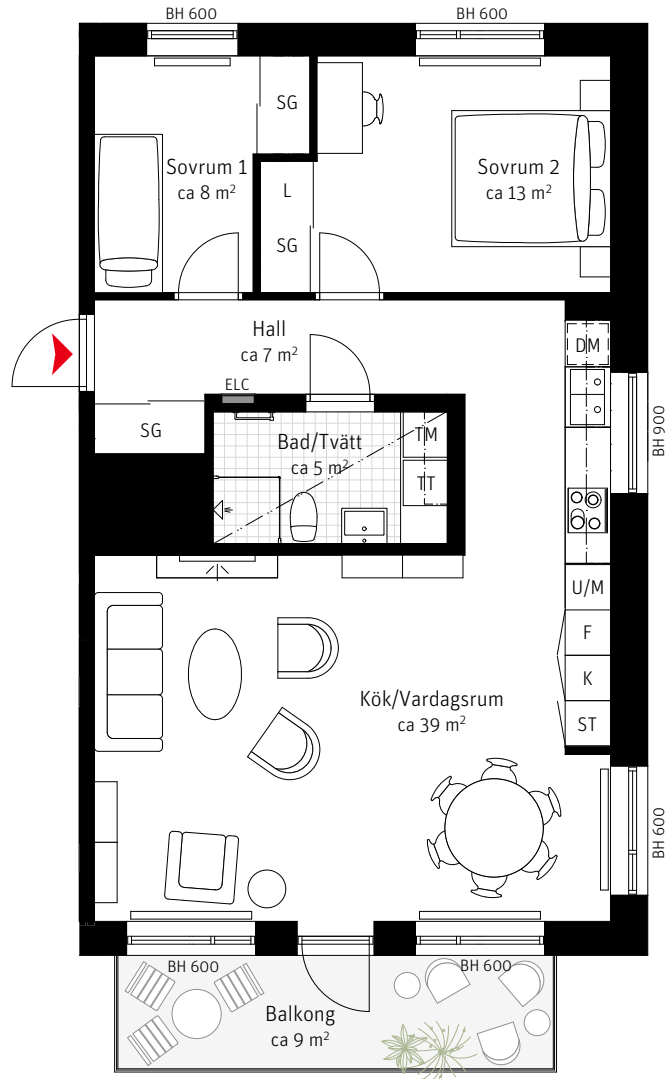 BH 600
BH 600
SG
Sovrum 1
ca 8 m²
L
SG
Sovrum 2
ca 13 m²
Hall
ca 7 m²
DM
ELC
SG
Bad/Tvätt
ca 5 m²
TM
TT
BH 900
U/M
F
K
ST
Kök/Vardagsrum
ca 39 m²
BH 600
BH 600
BH 600
Balkong
ca 9 m²